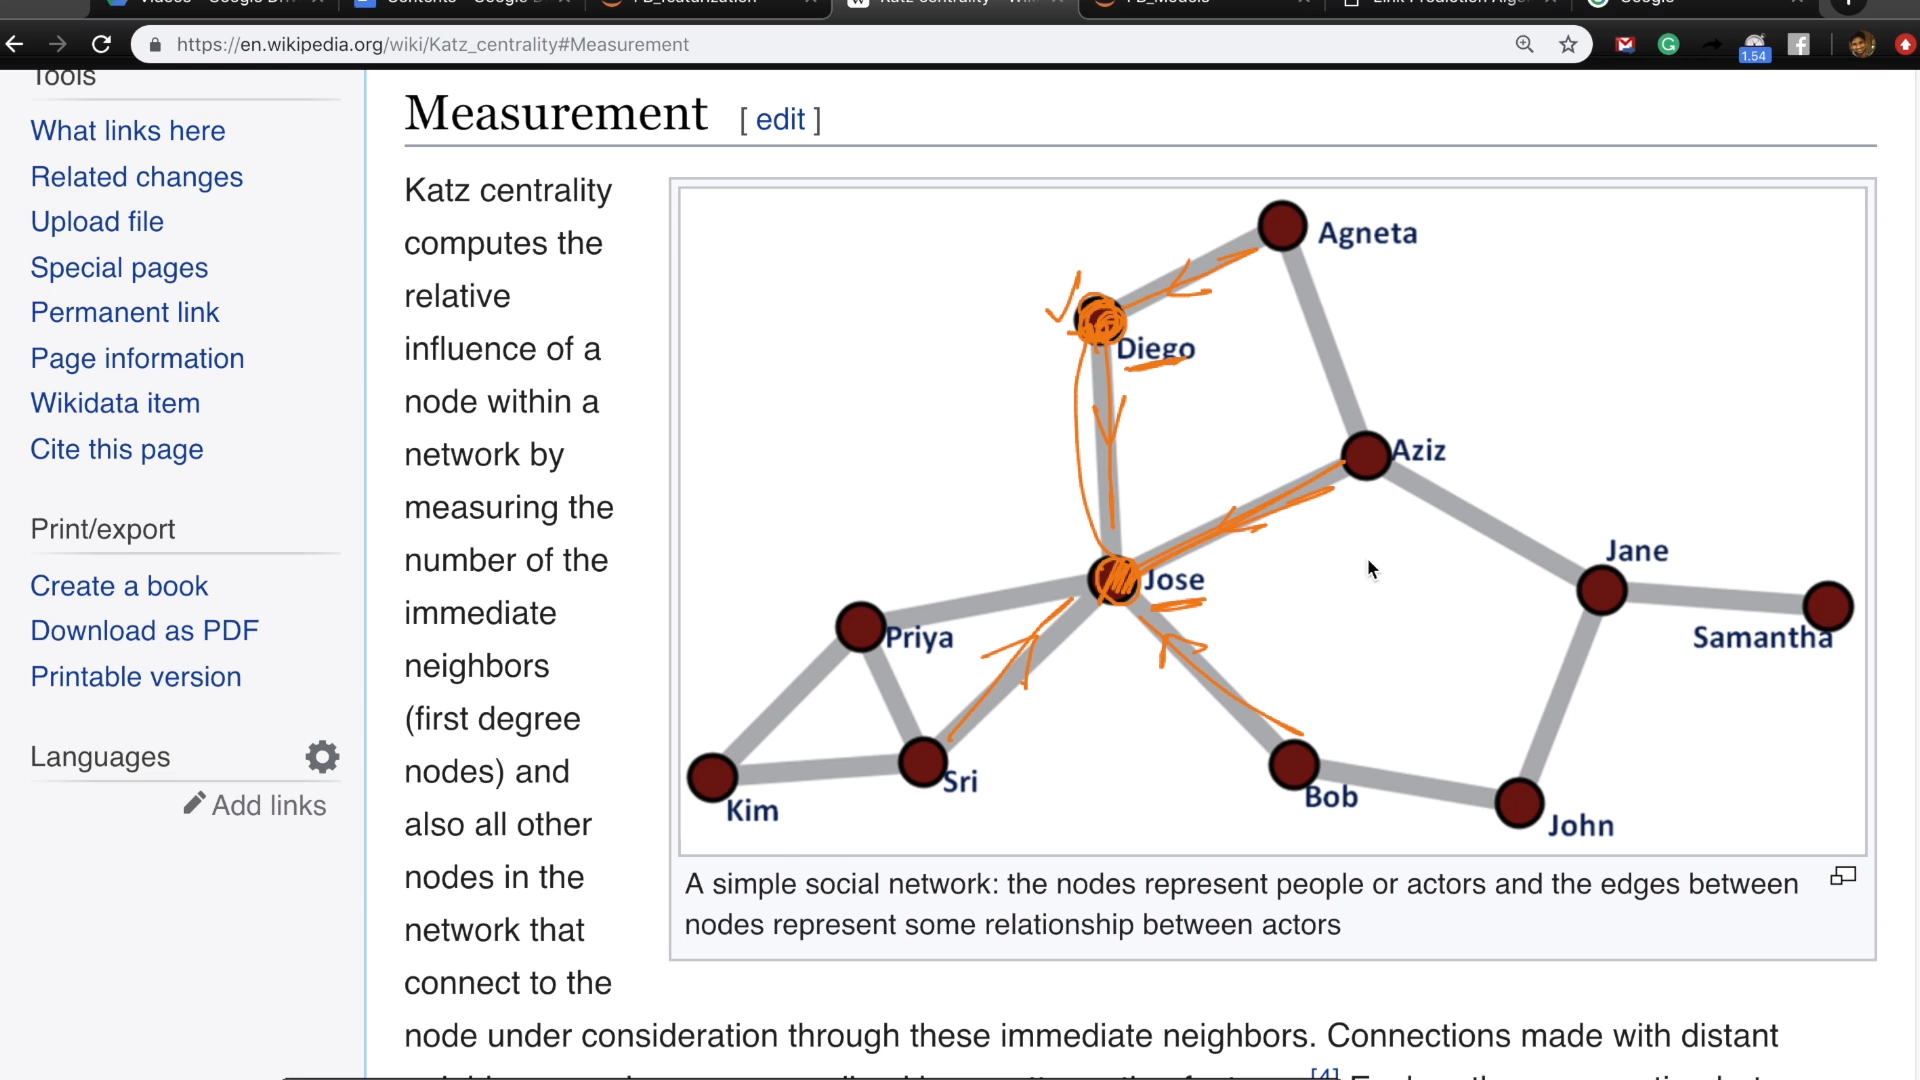 https://en.wikipedia.org/wiki/Katz_centrality#Measurement
1.54
Tools
What links here
Related changes
Upload file
Special pages
Permanent link
Page information
Wikidata item
Cite this page
Print/export
Create a book
Download as PDF
Printable version
Languages
Add links
Measurement [ edit ]
Katz centrality
computes the
relative
influence of a
node within a
network by
measuring the
number of the
immediate
neighbors
(first degree
nodes) and
also all other
nodes in the
network that
connect to the
node under consideration through these immediate neighbors. Connections made with distant
[4]
Agneta
Diego
Aziz
Jane
Jose
Samantha
Priya
Sri
Kim
Bob
John
A simple social network: the nodes represent people or actors and the edges between
nodes represent some relationship between actors